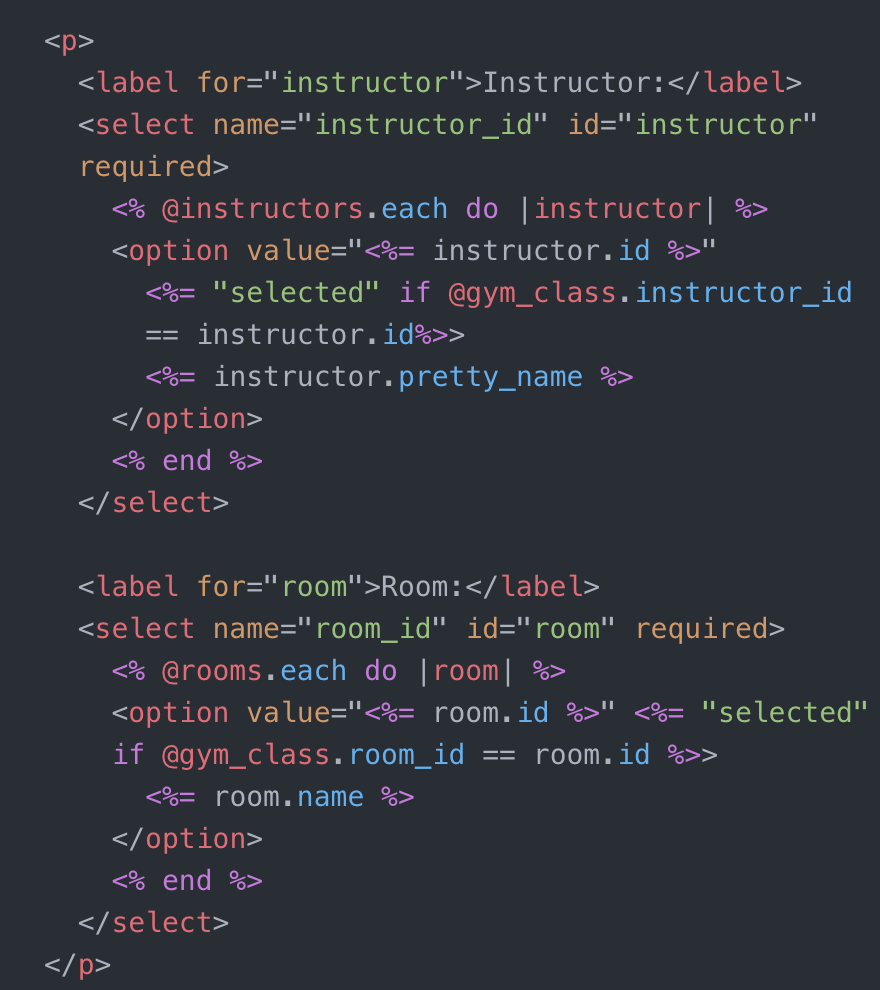 <p>
  <label for="instructor">Instructor:</label>
  <select name="instructor_id" id="instructor"
  required>
    <% @instructors.each do |instructor| %>
    <option value="<%= instructor.id %>"
      <%= "selected" if @gym_class.instructor_id
      == instructor.id%>>
      <%= instructor.pretty_name %>
    </option>
    <% end %>
  </select>

  <label for="room">Room:</label>
  <select name="room_id" id="room" required>
    <% @rooms.each do |room| %>
    <option value="<%= room.id %>" <%= "selected"
    if @gym_class.room_id == room.id %>>
      <%= room.name %>
    </option>
    <% end %>
  </select>
</p>